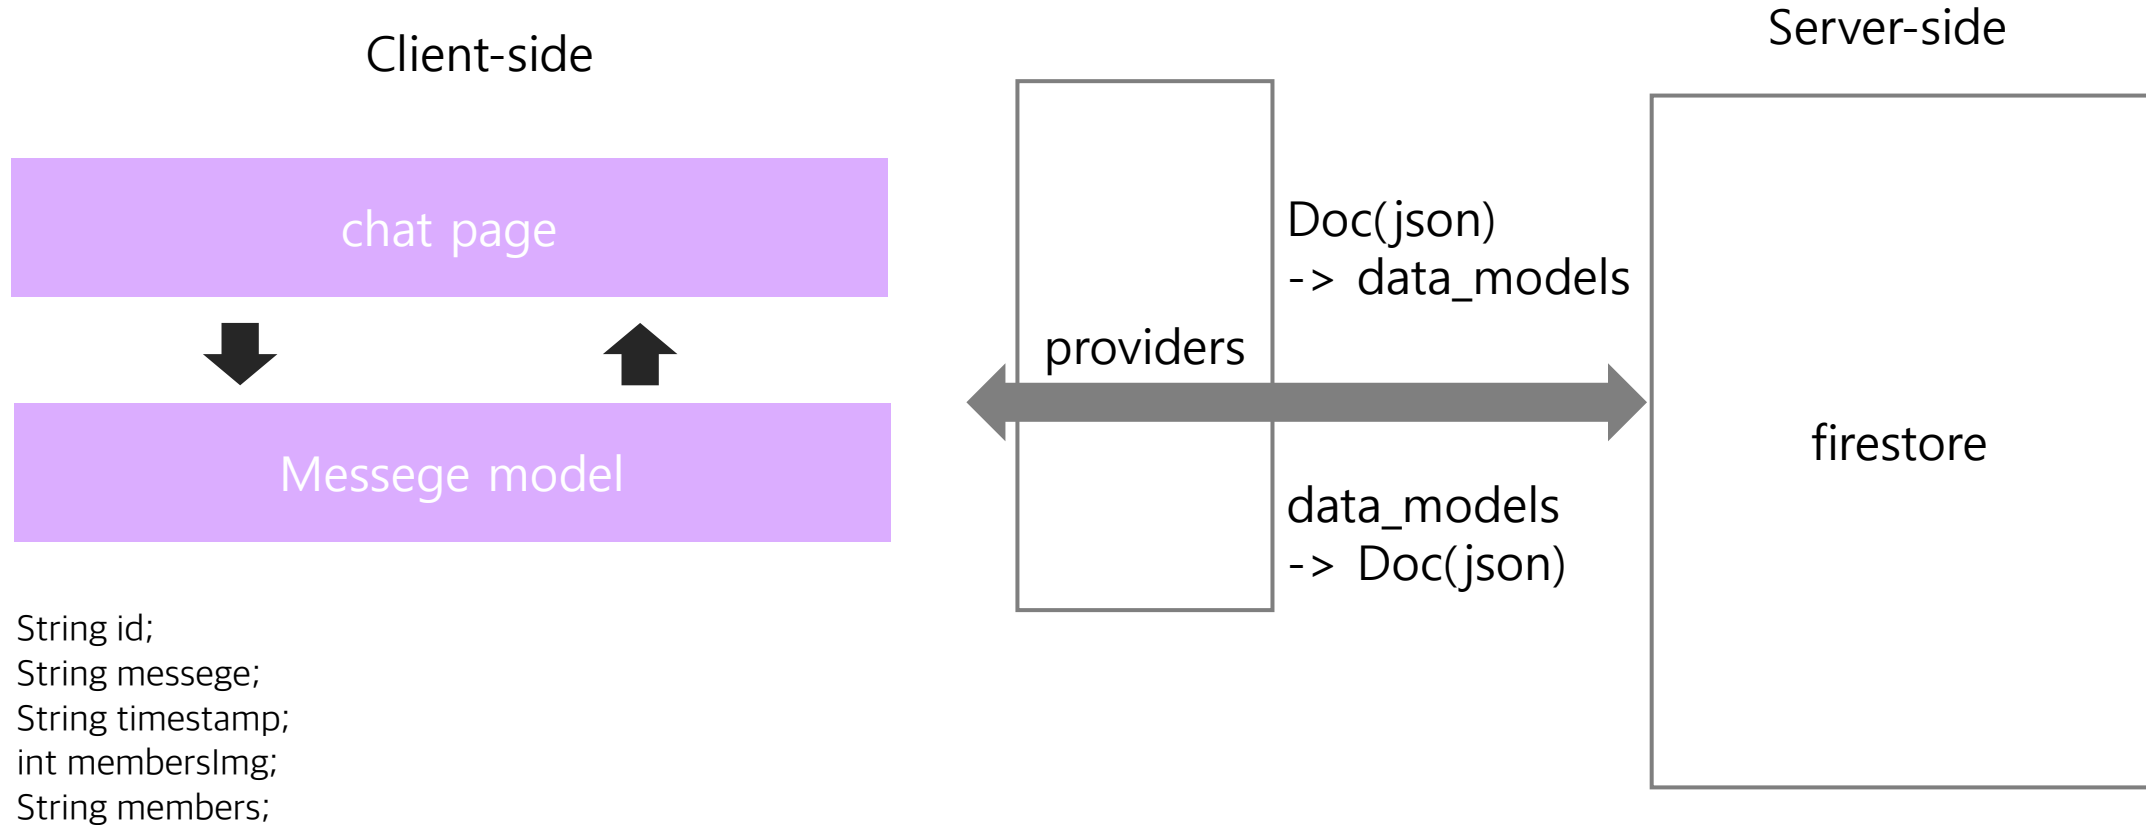 Client-side
Server-side
chat page
Messege model
String id;
String messege;
String timestamp;
int membersImg;
String members;
providers
Doc(json)
-> data_models
data_models
-> Doc(json)
firestore